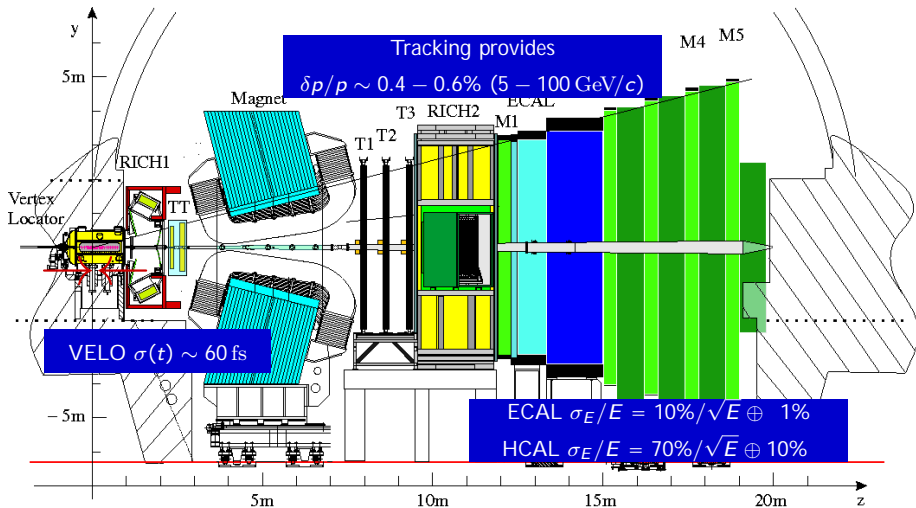 y
Tracking provides
δp/p ∼ 0.4 − 0.6% (5 − 100 GeV/c)
M4 M5
5m
Magnet
ECAL
T3 RICH2
M1
T2
T1
RICH1
TT
Vertex
Locator
VELO σ(t) ∼ 60 fs
− 5m
ECAL σ_E/E = 10%/√E ⊕ 1%
HCAL σ_E/E = 70%/√E ⊕ 10%
5m 10m 15m 20m z